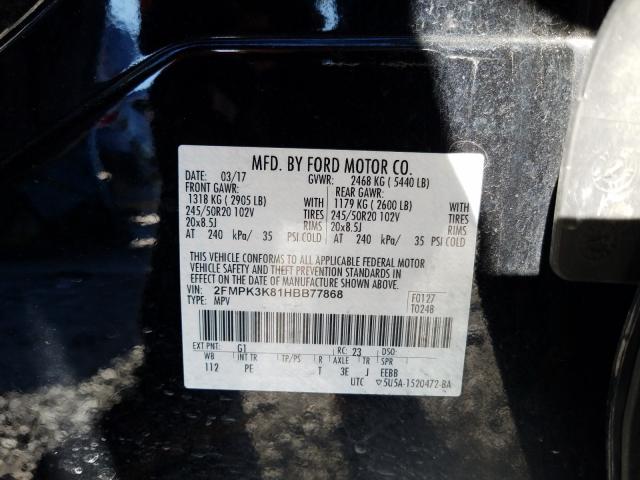 MFD. BY FORD MOTOR CO.
DATE: 03/17 GVWR: 2468 KG ( 5440 LB)
FRONT GAWR: REAR GAWR:
1318 KG ( 2905 LB) WITH 1179 KG ( 2600 LB) WITH
245/50R20 102V TIRES 245/50R20 102V TIRES
20x8.5J RIMS 20x8.5J RIMS
AT 240 kPa/ 35 PSI COLD AT 240 kPa/ 35 PSI COLD
THIS VEHICLE CONFORMS TO ALL APPLICABLE FEDERAL MOTOR
VEHICLE SAFETY AND THEFT PREVENTION STANDARDS IN
EFFECT ON THE DATE OF MANUFACTURE SHOWN ABOVE.
VIN: 2FMPK3K81HBB77868 F0127
TYPE: MPV T0248
EXT PNT: G1 RC: 23 DSO:
WB INT TR TP/PS R AXLE TR SPR
112 PE T 3E J EEBB
UTC ▽5U5A-1520472-BA